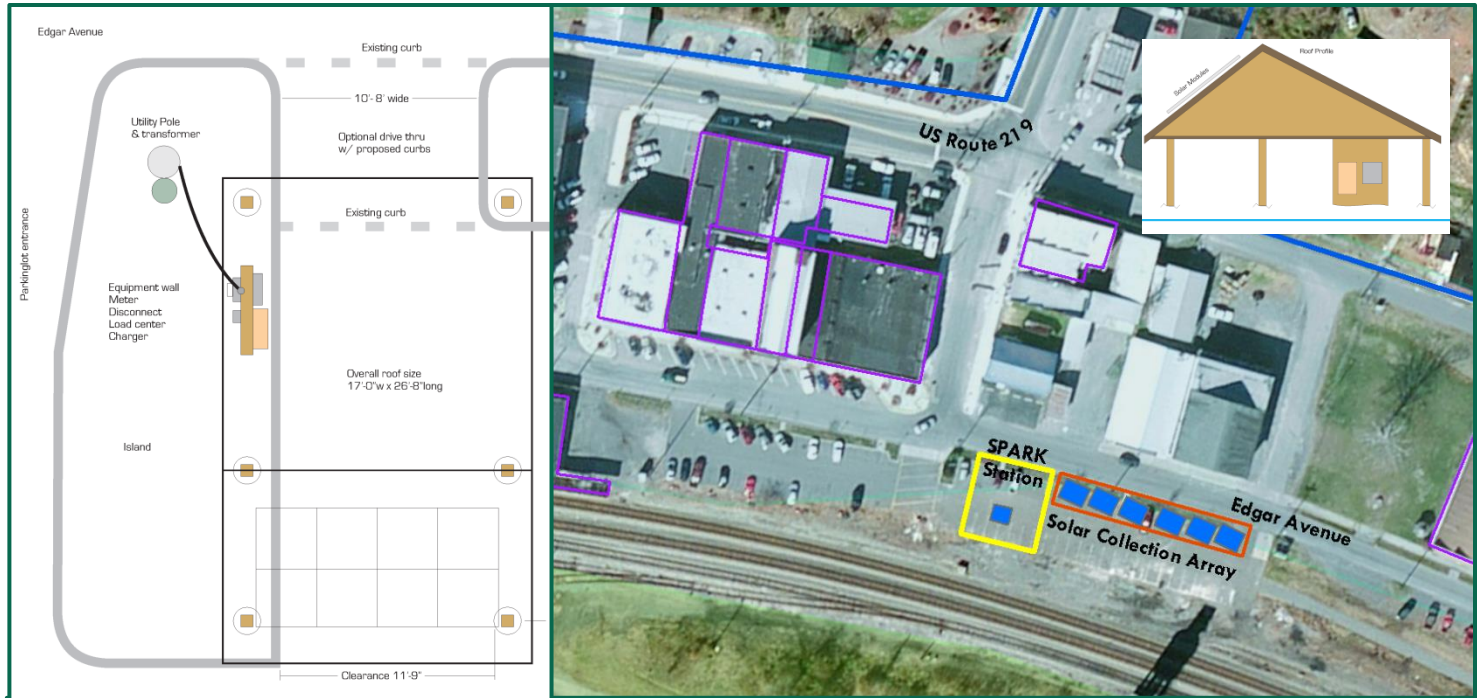 Edgar Avenue
Existing curb
10'- 8" wide
Utility Pole
& transformer
Optional drive thru
w/ proposed curbs
Existing curb
Parkinglot entrance
Equipment wall
Meter
Disconnect
Load center
Charger
Overall roof size
17'-0"w x 26'-8"long
Island
Clearance 11'-9"
US Route 219
SPARK
Station
Solar Collection Array
Edgar Avenue
Roof Profile
Solar Modules